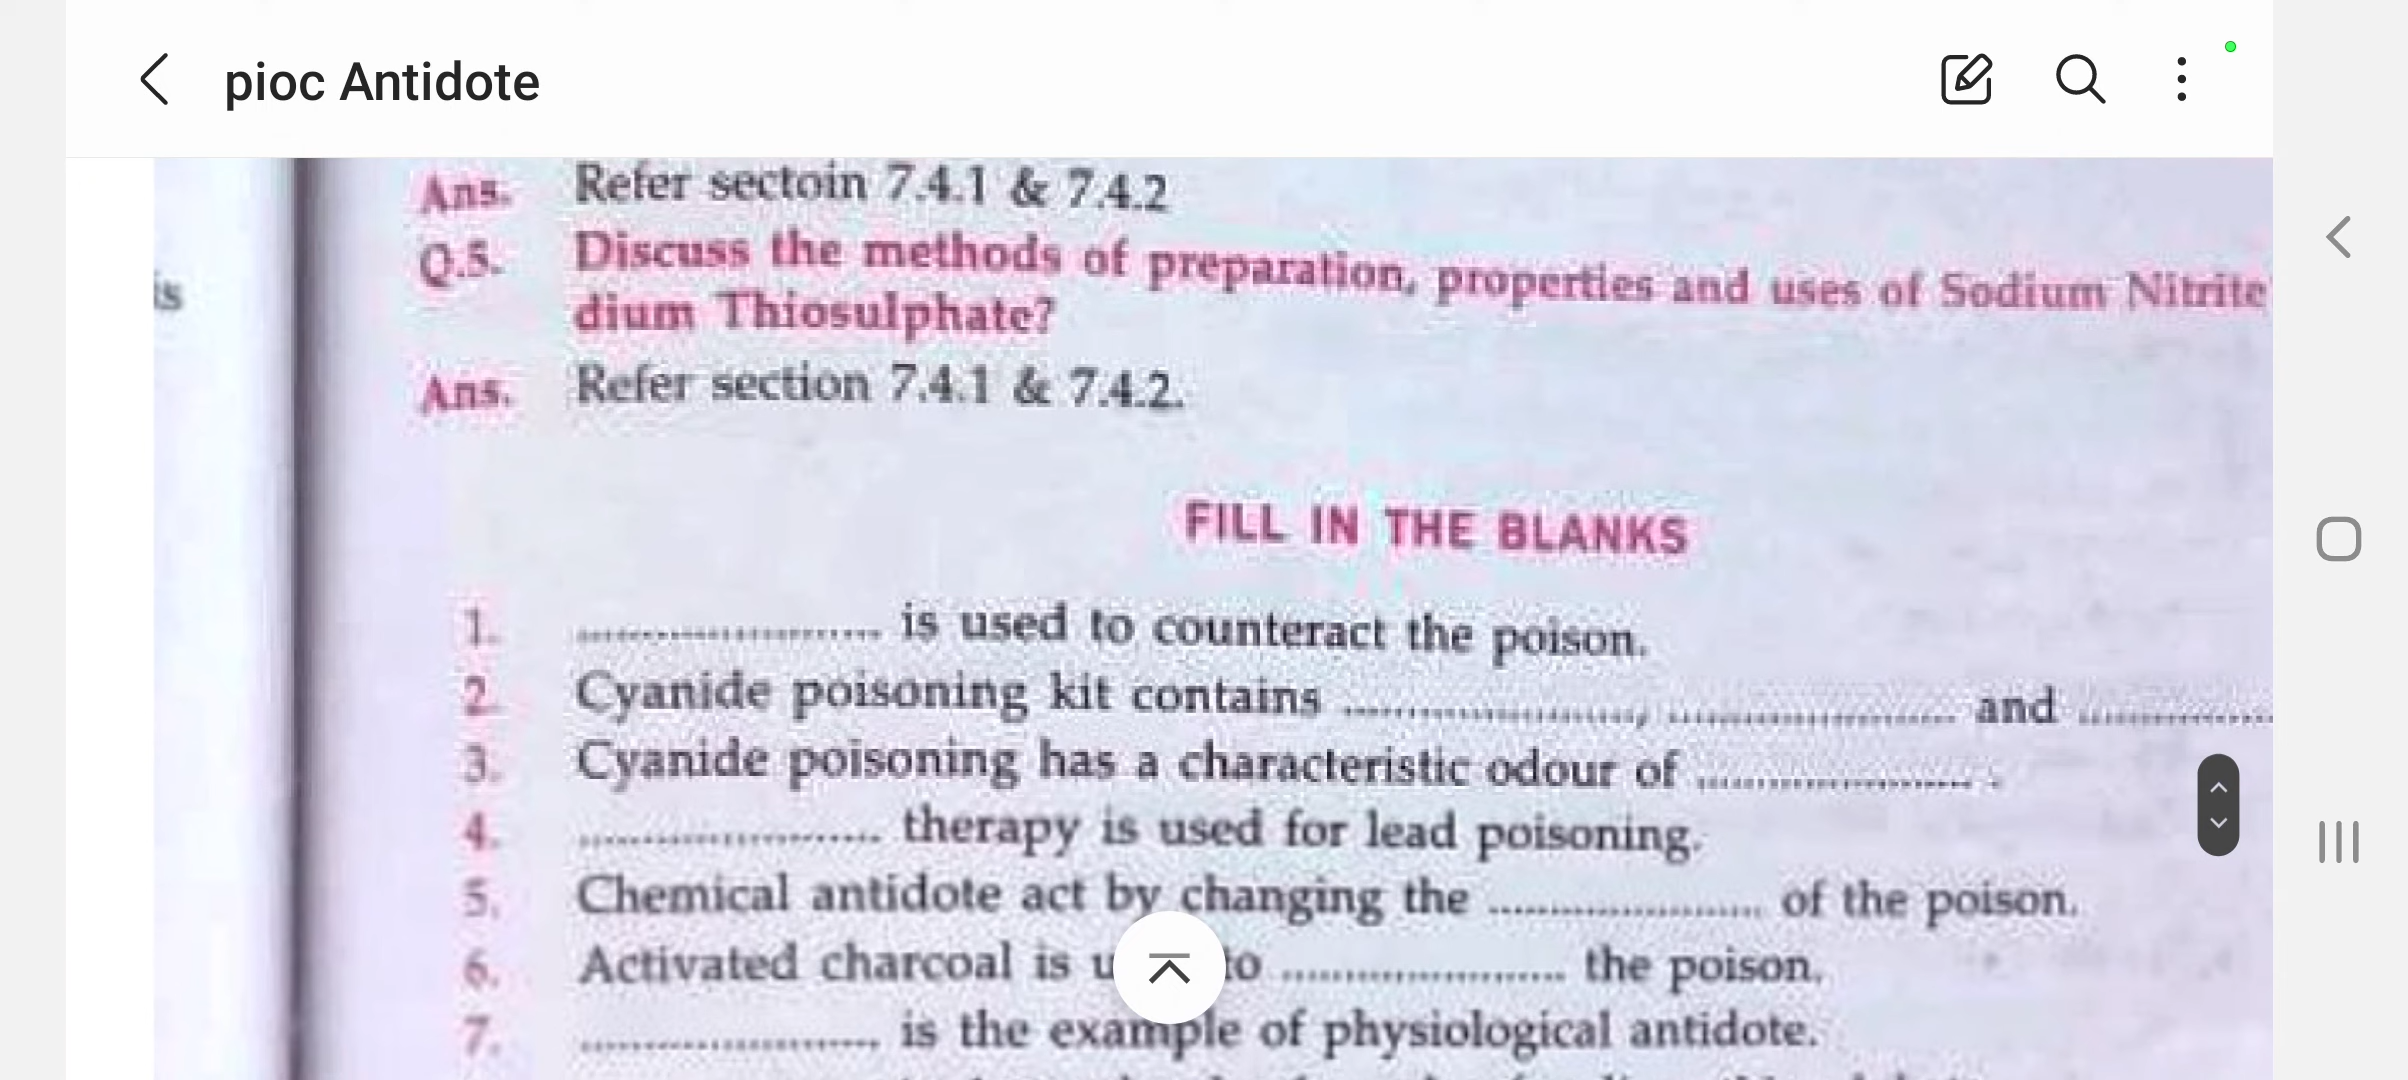 pioc Antidote
Ans. Refer sectoin 7.4.1 & 7.4.2
Q.5. Discuss the methods of preparation, properties and uses of Sodium Nitrite
is
dium Thiosulphate?
Ans. Refer section 7.4.1 & 7.4.2.
FILL IN THE BLANKS
1. ........................ is used to counteract the poison.
2. Cyanide poisoning kit contains ........................, ........................ and ................
3. Cyanide poisoning has a characteristic odour of ........................ .
4. ........................ therapy is used for lead poisoning.
5. Chemical antidote act by changing the ........................ of the poison.
6. Activated charcoal is u to ........................ the poison.
7. ........................ is the example of physiological antidote.